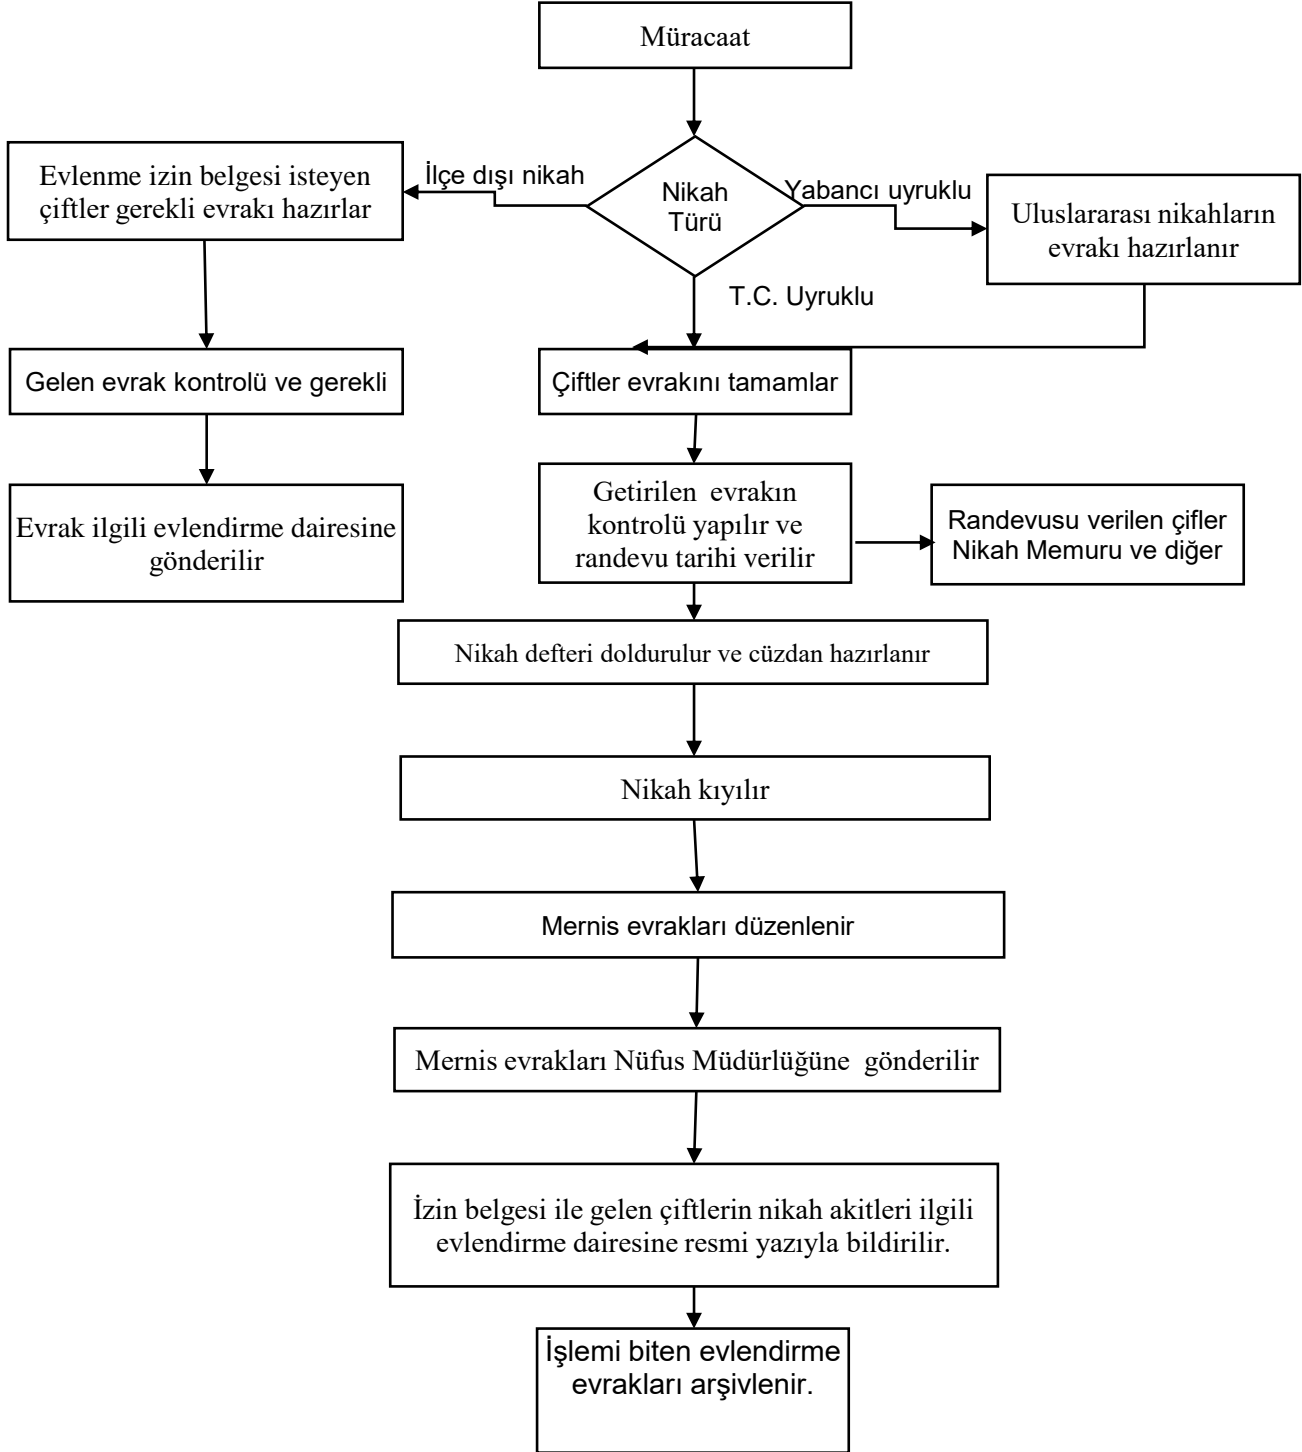 Müracaat
Evlenme izin belgesi isteyen
çiftler gerekli evrakı hazırlar
İlçe dışı nikah
Nikah
Türü
Yabancı uyruklu
Uluslararası nikahların
evrakı hazırlanır
T.C. Uyruklu
Gelen evrak kontrolü ve gerekli
Çiftler evrakını tamamlar
Evrak ilgili evlendirme dairesine
gönderilir
Getirilen evrakın
kontrolü yapılır ve
randevu tarihi verilir
Randevusu verilen çifler
Nikah Memuru ve diğer
Nikah defteri doldurulur ve cüzdan hazırlanır
Nikah kıyılır
Mernis evrakları düzenlenir
Mernis evrakları Nüfus Müdürlüğüne gönderilir
İzin belgesi ile gelen çiftlerin nikah akitleri ilgili
evlendirme dairesine resmi yazıyla bildirilir.
İşlemi biten evlendirme
evrakları arşivlenir.